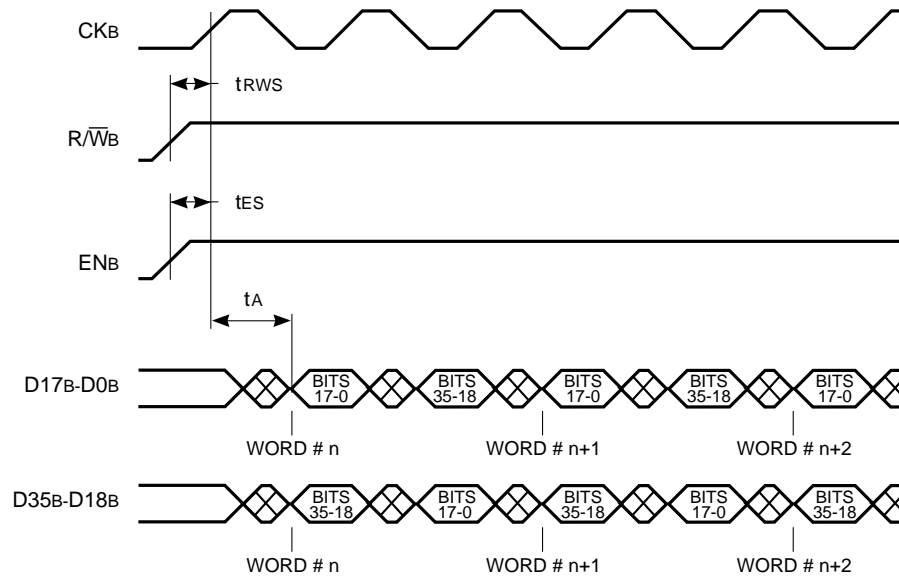 CKB
tRWS
R/W̅B
tES
ENB
tA
D17B-D0B
BITS 17-0
BITS 35-18
BITS 17-0
BITS 35-18
BITS 17-0
WORD # n
WORD # n+1
WORD # n+2
D35B-D18B
BITS 35-18
BITS 17-0
BITS 35-18
BITS 17-0
BITS 35-18
WORD # n
WORD # n+1
WORD # n+2